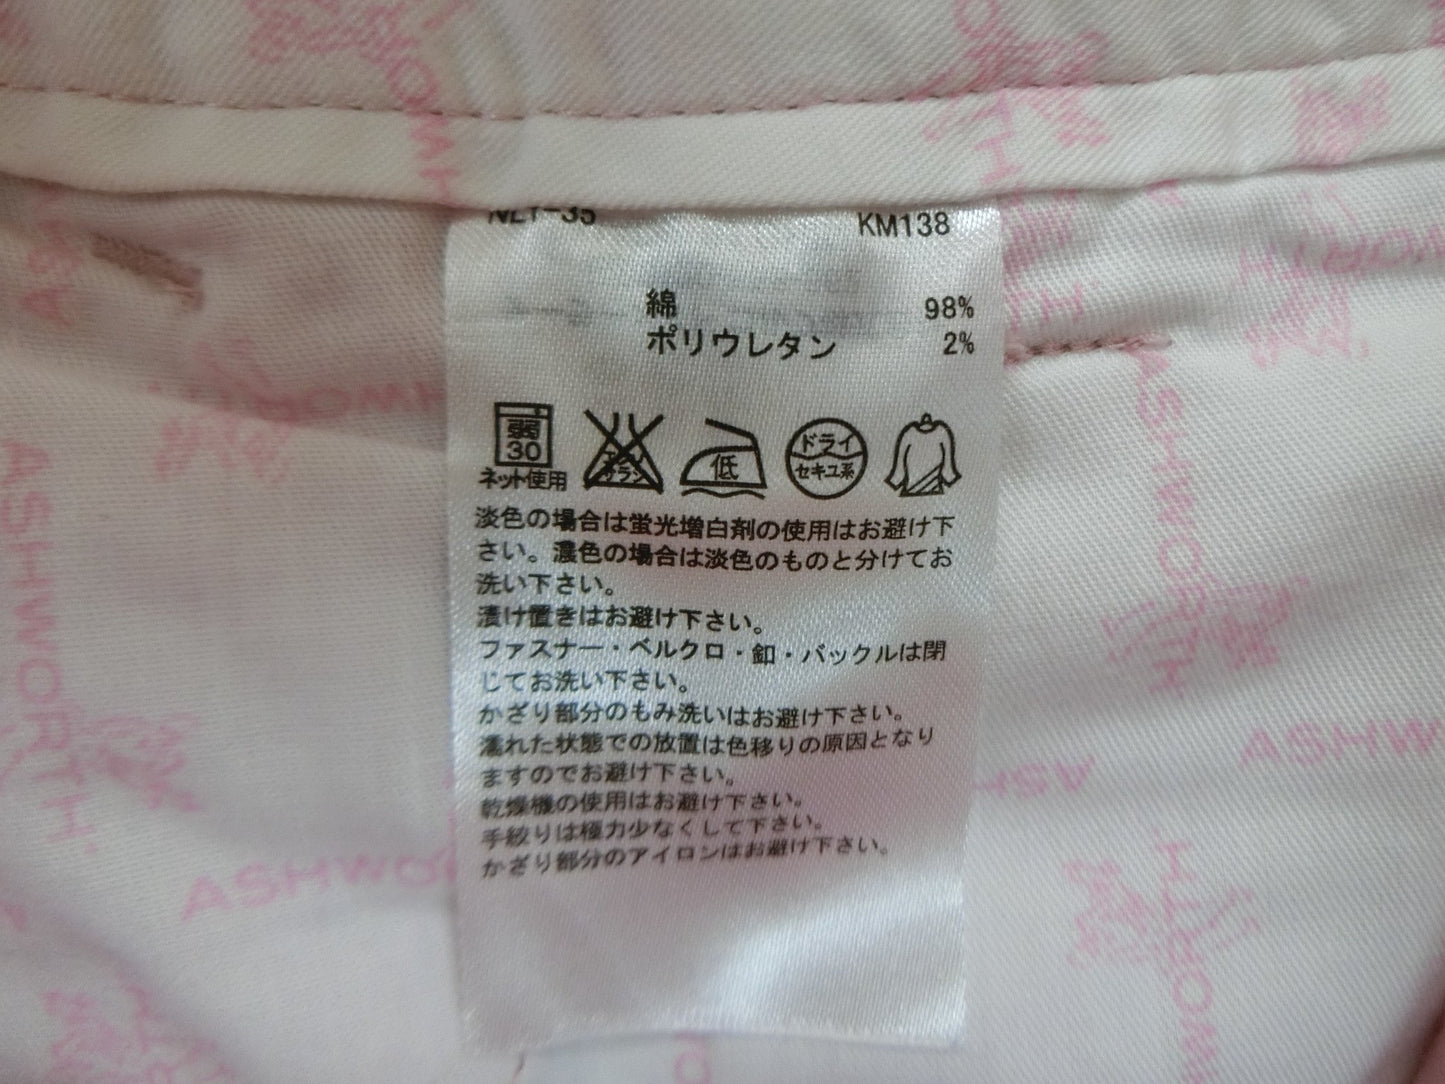 KM138
綿 98%
ポリウレタン 2%
弱
30
ネット使用
エンソ
サラシ
低
ドライ
セキユ系
淡色の場合は蛍光増白剤の使用はお避け下
さい。濃色の場合は淡色のものと分けてお
洗い下さい。
漬け置きはお避け下さい。
ファスナー・ベルクロ・釦・バックルは閉
じてお洗い下さい。
かざり部分のもみ洗いはお避け下さい。
濡れた状態での放置は色移りの原因となり
ますのでお避け下さい。
乾燥機の使用はお避け下さい。
手絞りは極力少なくして下さい。
かざり部分のアイロンはお避け下さい。
ASHWORTH
ASHWORTH
ASHWO
ASHW